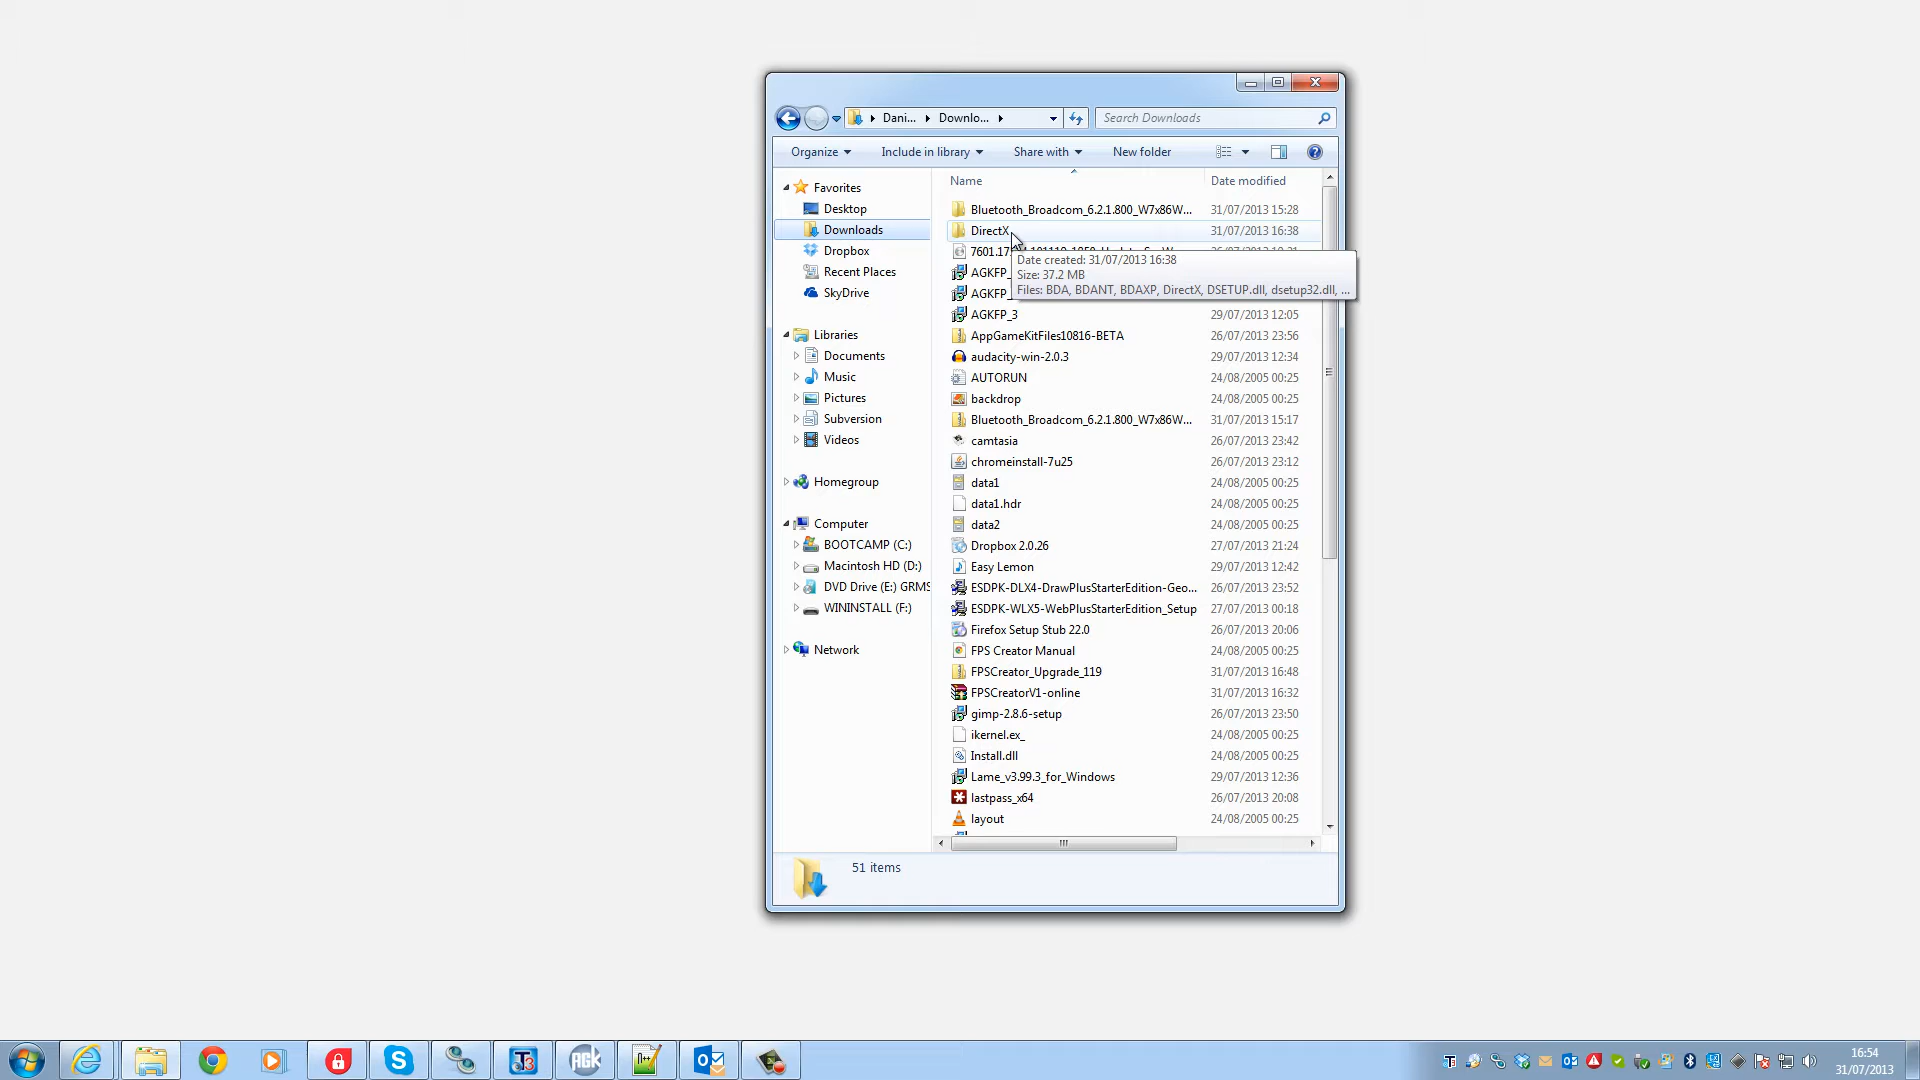 Dani... Downlo...
Search Downloads
Organize Include in library Share with New folder
Name Date modified
Favorites
Desktop
Downloads
Dropbox
Recent Places
SkyDrive
Libraries
Documents
Music
Pictures
Subversion
Videos
Homegroup
Computer
BOOTCAMP (C:)
Macintosh HD (D:)
DVD Drive (E:) GRMS
WININSTALL (F:)
Network
Bluetooth_Broadcom_6.2.1.800_W7x86W... 31/07/2013 15:28
DirectX 31/07/2013 16:38
Date created: 31/07/2013 16:38
Size: 37.2 MB
Files: BDA, BDANT, BDAXP, DirectX, DSETUP.dll, dsetup32.dll, ...
AGKFP_
AGKFP_
AGKFP_3 29/07/2013 12:05
AppGameKitFiles10816-BETA 26/07/2013 23:56
audacity-win-2.0.3 29/07/2013 12:34
AUTORUN 24/08/2005 00:25
backdrop 24/08/2005 00:25
Bluetooth_Broadcom_6.2.1.800_W7x86W... 31/07/2013 15:17
camtasia 26/07/2013 23:42
chromeinstall-7u25 26/07/2013 23:12
data1 24/08/2005 00:25
data1.hdr 24/08/2005 00:25
data2 24/08/2005 00:25
Dropbox 2.0.26 27/07/2013 21:24
Easy Lemon 29/07/2013 12:42
ESDPK-DLX4-DrawPlusStarterEdition-Geo... 26/07/2013 23:52
ESDPK-WLX5-WebPlusStarterEdition_Setup 27/07/2013 00:18
Firefox Setup Stub 22.0 26/07/2013 20:06
FPS Creator Manual 24/08/2005 00:25
FPSCreator_Upgrade_119 31/07/2013 16:48
FPSCreatorV1-online 31/07/2013 16:32
gimp-2.8.6-setup 26/07/2013 23:50
ikernel.ex_ 24/08/2005 00:25
Install.dll 24/08/2005 00:25
Lame_v3.99.3_for_Windows 29/07/2013 12:36
lastpass_x64 26/07/2013 20:08
layout 24/08/2005 00:25
51 items
AGK
16:54
31/07/2013